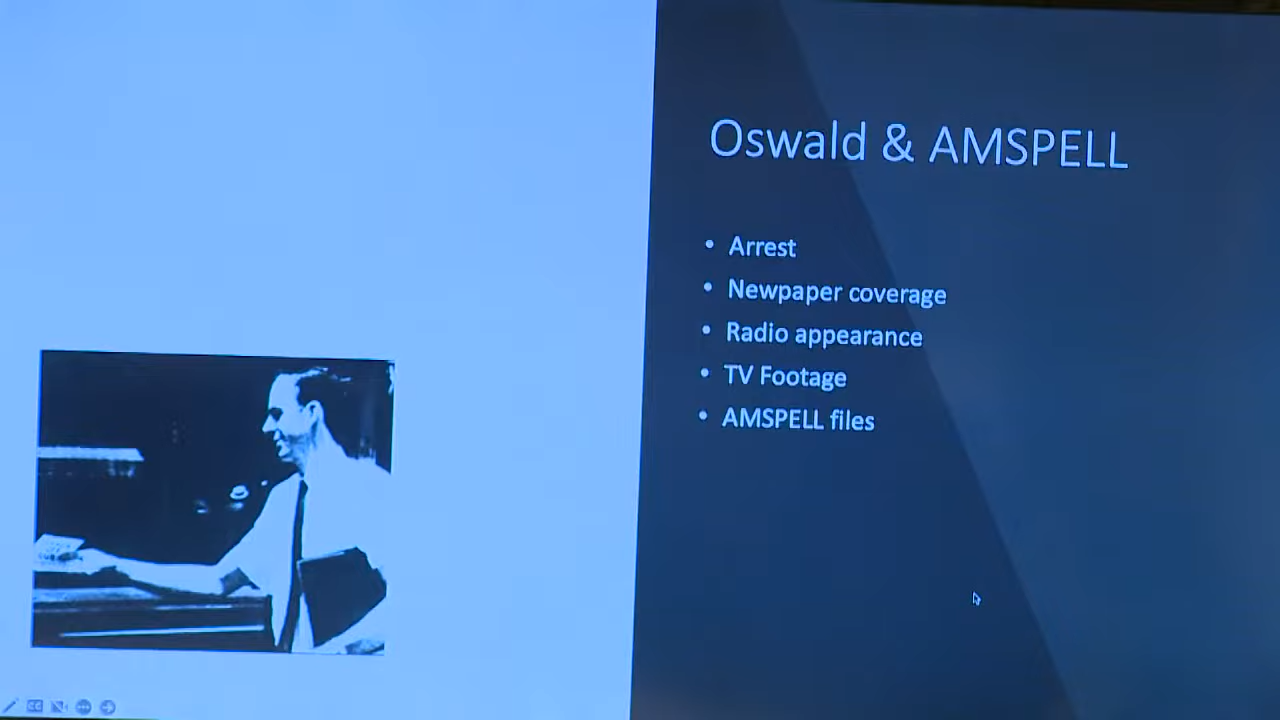 Oswald & AMSPELL
• Arrest
• Newpaper coverage
• Radio appearance
• TV Footage
• AMSPELL files